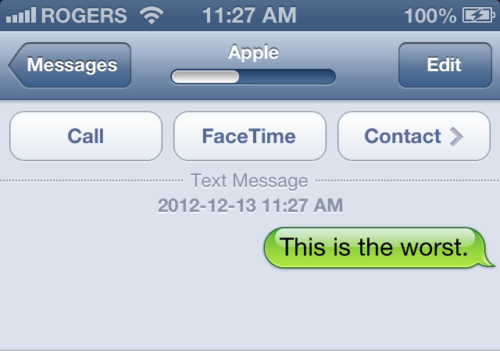 ROGERS 11:27 AM 100%
Messages Apple Edit
Call FaceTime Contact
Text Message
2012-12-13 11:27 AM
This is the worst.